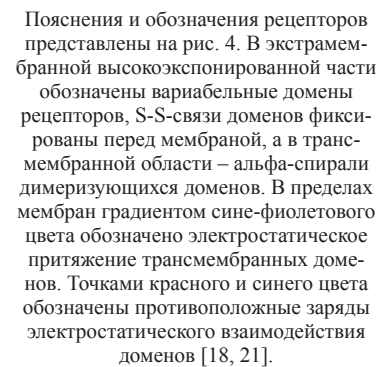 Пояснения и обозначения рецепторов
представлены на рис. 4. В экстрамем-
бранной высокоэкспонированной части
обозначены вариабельные домены
рецепторов, S-S-связи доменов фикси-
рованы перед мембраной, а в транс-
мембранной области – альфа-спирали
димеризующихся доменов. В пределах
мембран градиентом сине-фиолетового
цвета обозначено электростатическое
притяжение трансмембранных доме-
нов. Точками красного и синего цвета
обозначены противоположные заряды
электростатического взаимодействия
доменов [18, 21].